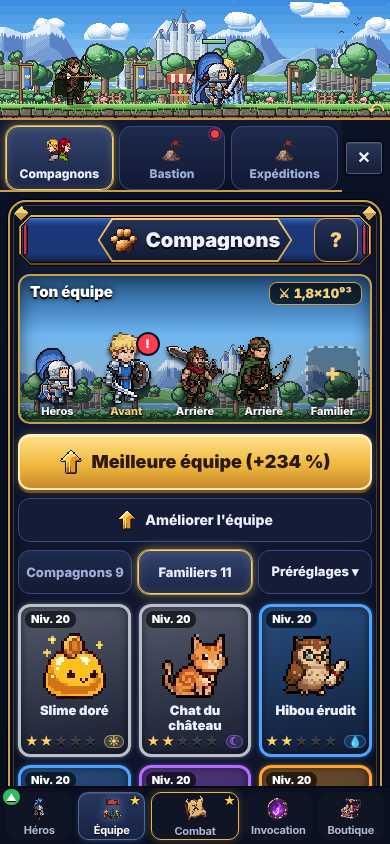 Compagnons
Bastion
Expéditions
✕
Compagnons
?
Ton équipe
⚔ 1,8×10⁹³
!
Héros
Avant
Arrière
Arrière
Familier
+
Meilleure équipe (+234 %)
Améliorer l'équipe
Compagnons 9
Familiers 11
Préréglages ▾
Niv. 20
Niv. 20
Niv. 20
Slime doré
Chat du
château
Hibou érudit
Niv. 20
Niv. 20
Niv. 20
Héros
Équipe
Combat
Invocation
Boutique